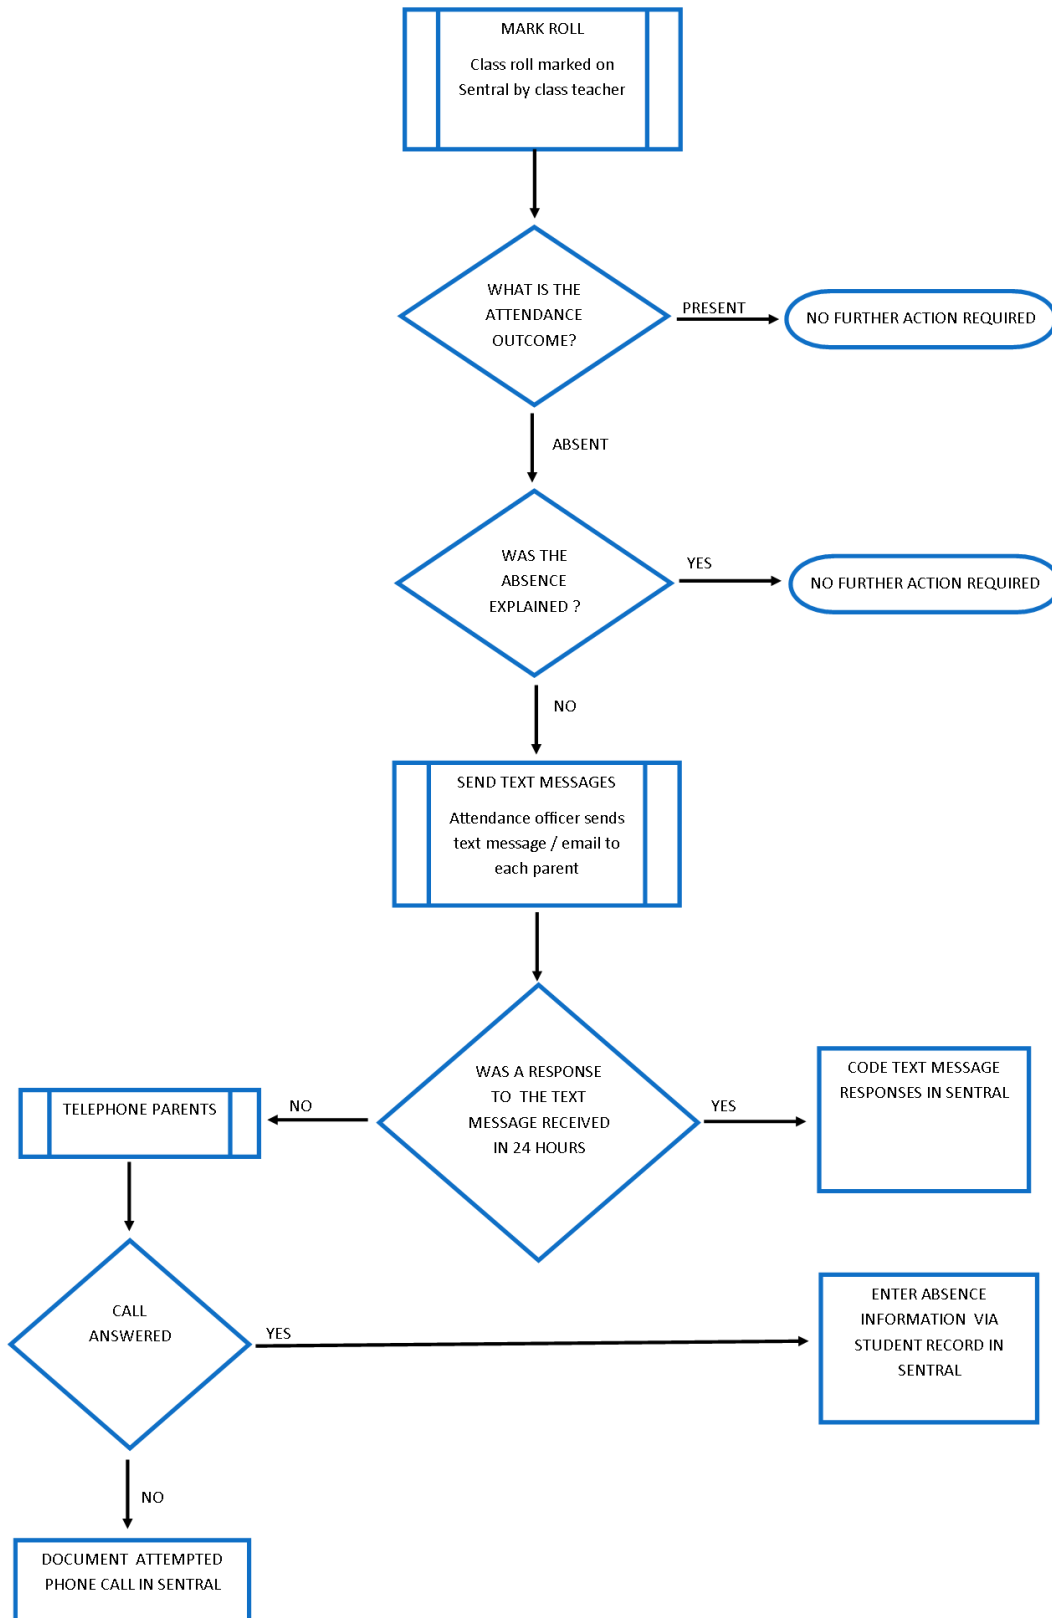 MARK ROLL
Class roll marked on
Sentral by class teacher
WHAT IS THE
ATTENDANCE
OUTCOME?
PRESENT
NO FURTHER ACTION REQUIRED
ABSENT
WAS THE
ABSENCE
EXPLAINED ?
YES
NO FURTHER ACTION REQUIRED
NO
SEND TEXT MESSAGES
Attendance officer sends
text message / email to
each parent
WAS A RESPONSE
TO THE TEXT
MESSAGE RECEIVED
IN 24 HOURS
YES
CODE TEXT MESSAGE
RESPONSES IN SENTRAL
NO
TELEPHONE PARENTS
CALL
ANSWERED
YES
ENTER ABSENCE
INFORMATION VIA
STUDENT RECORD IN
SENTRAL
NO
DOCUMENT ATTEMPTED
PHONE CALL IN SENTRAL